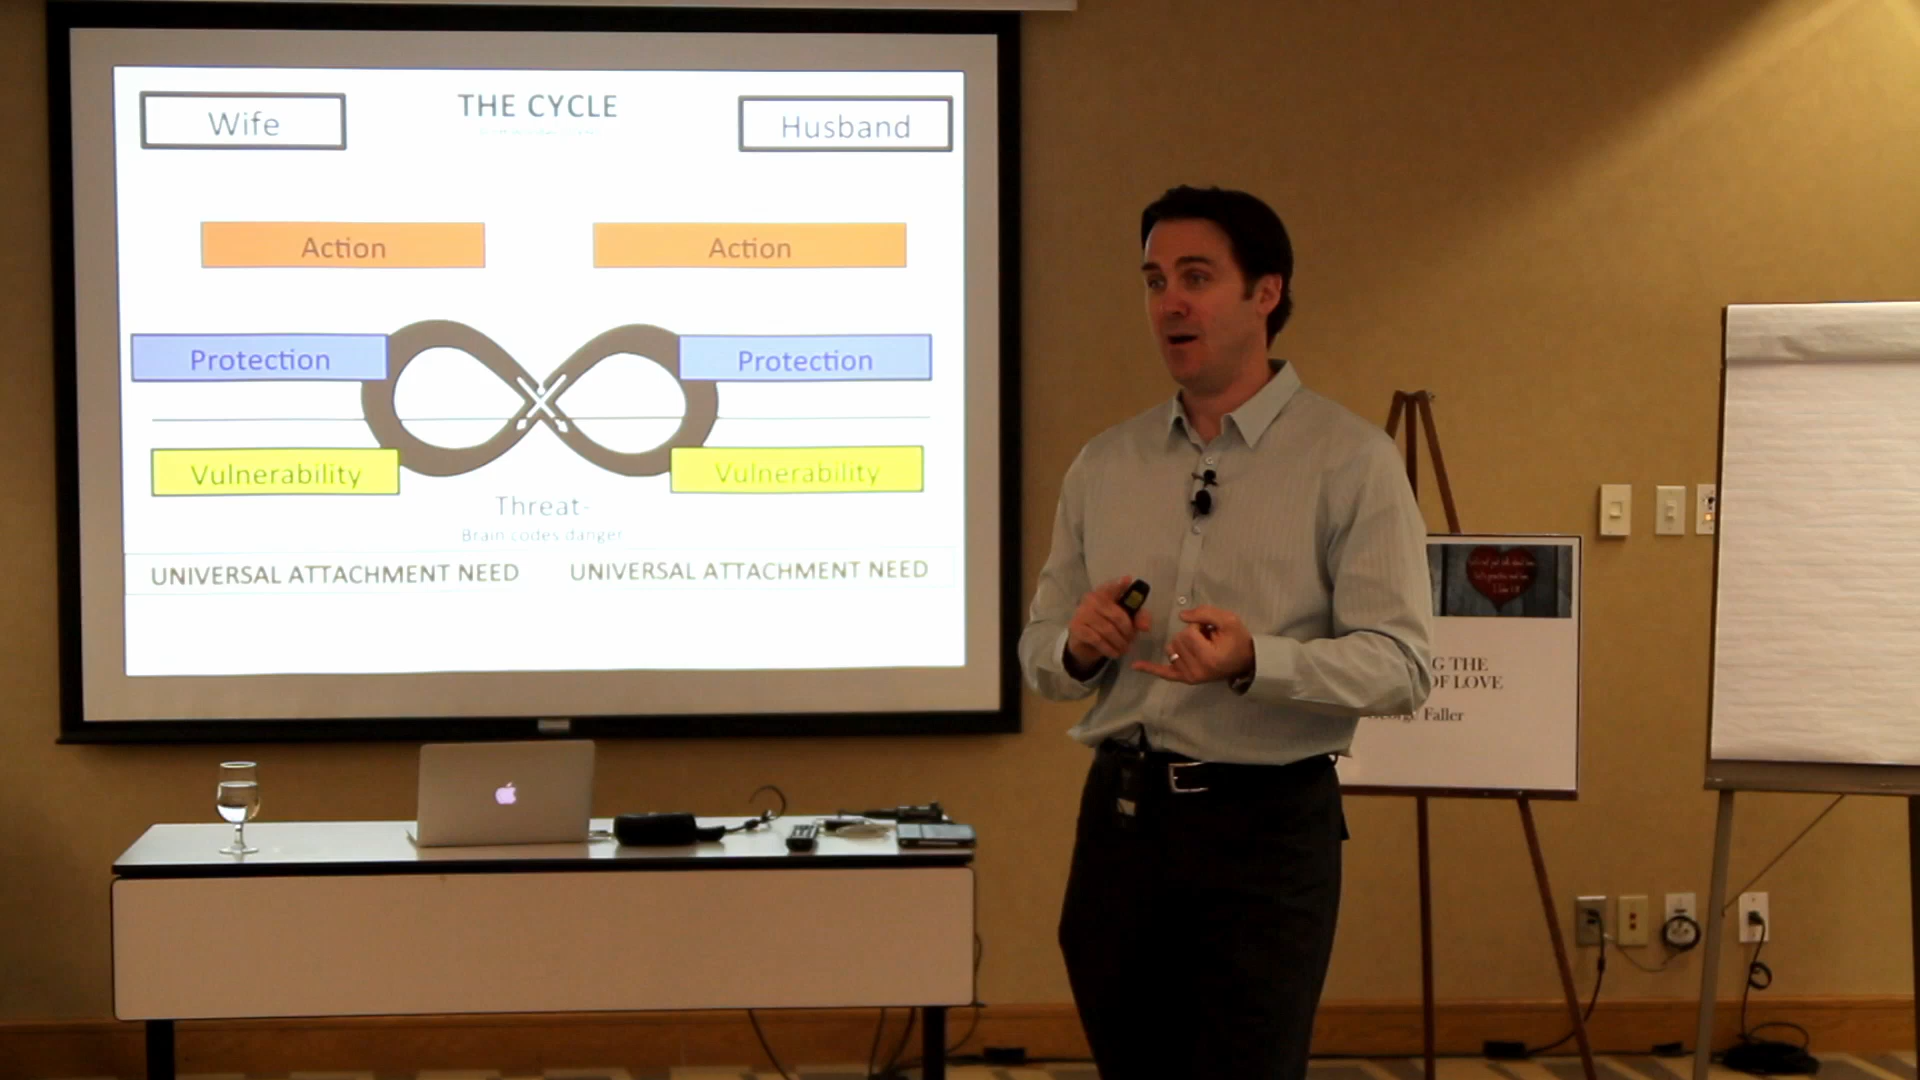 Wife
THE CYCLE
Husband
Action
Action
Protection
Protection
Vulnerability
Vulnerability
Threat-
Brain codes danger
UNIVERSAL ATTACHMENT NEED
UNIVERSAL ATTACHMENT NEED
G THE
OF LOVE
George Faller